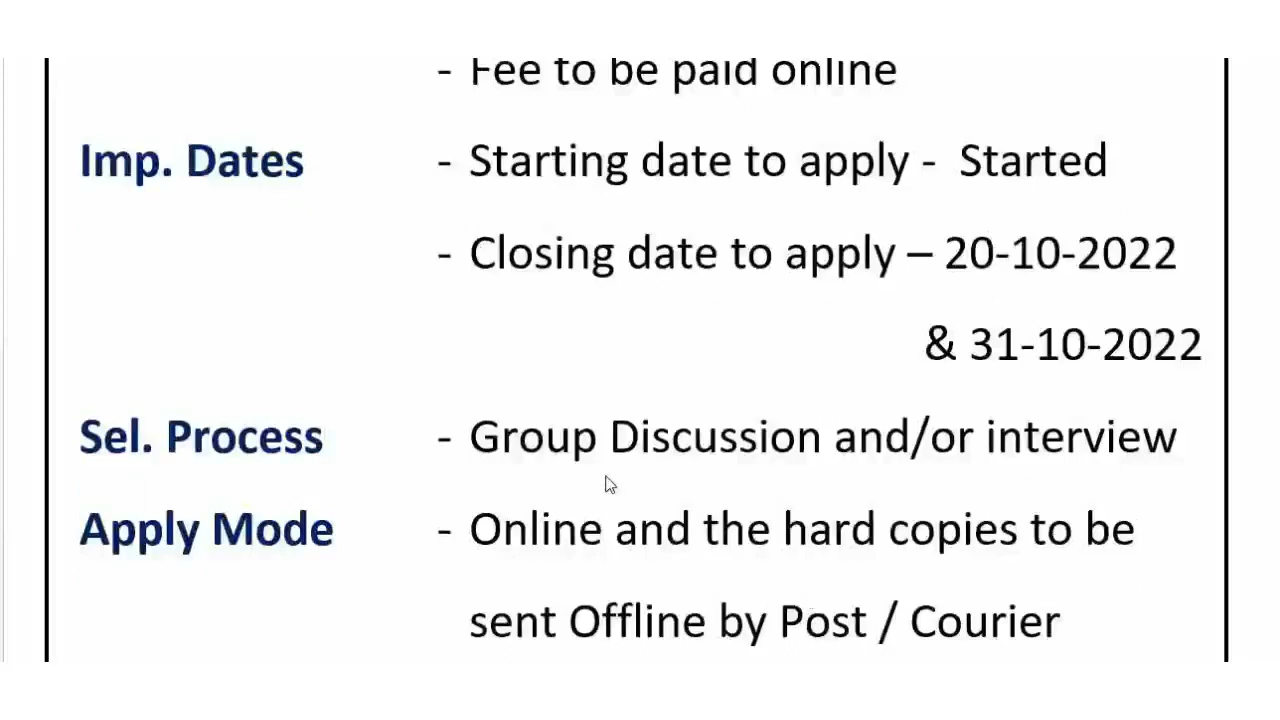 - Fee to be paid online
Imp. Dates - Starting date to apply - Started
- Closing date to apply – 20-10-2022
& 31-10-2022
Sel. Process - Group Discussion and/or interview
Apply Mode - Online and the hard copies to be
sent Offline by Post / Courier